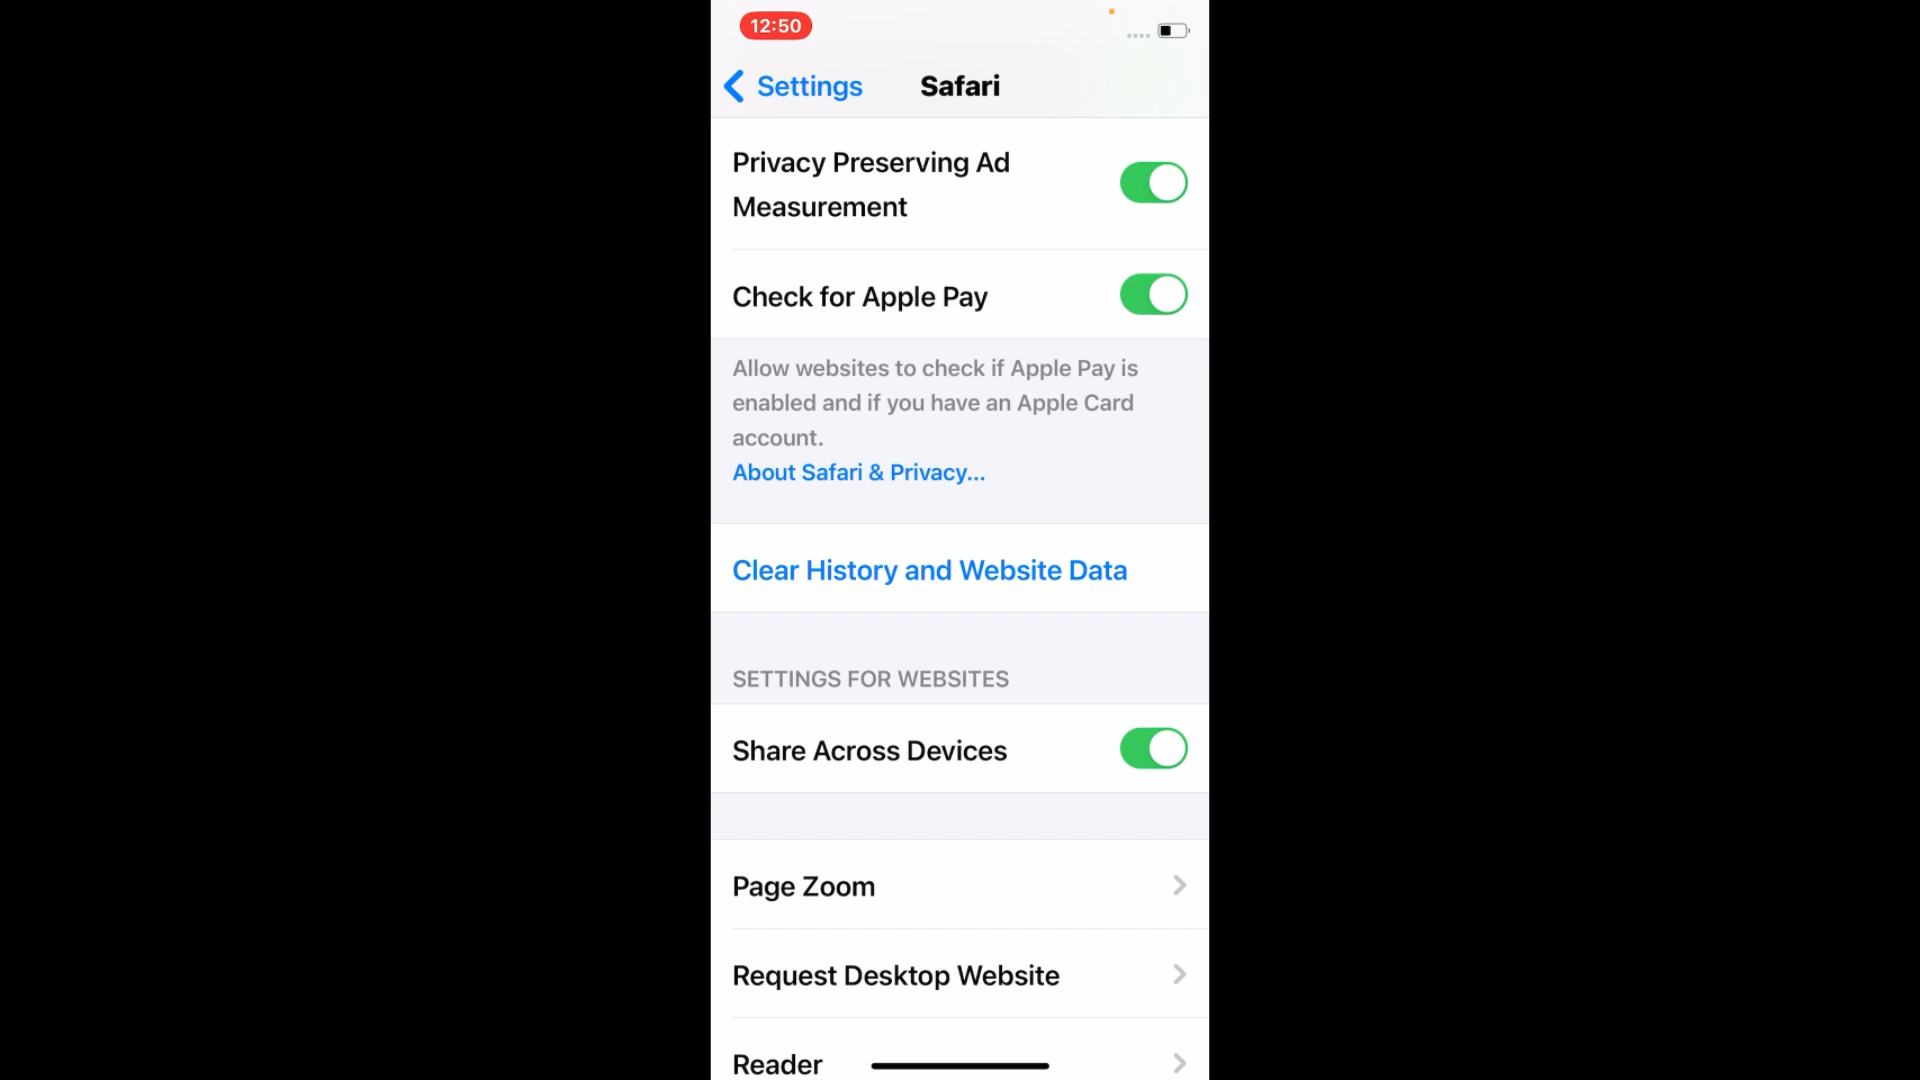 12:50
Settings
Safari
Privacy Preserving Ad
Measurement
Check for Apple Pay
Allow websites to check if Apple Pay is
enabled and if you have an Apple Card
account.
About Safari & Privacy...
Clear History and Website Data
SETTINGS FOR WEBSITES
Share Across Devices
Page Zoom
Request Desktop Website
Reader